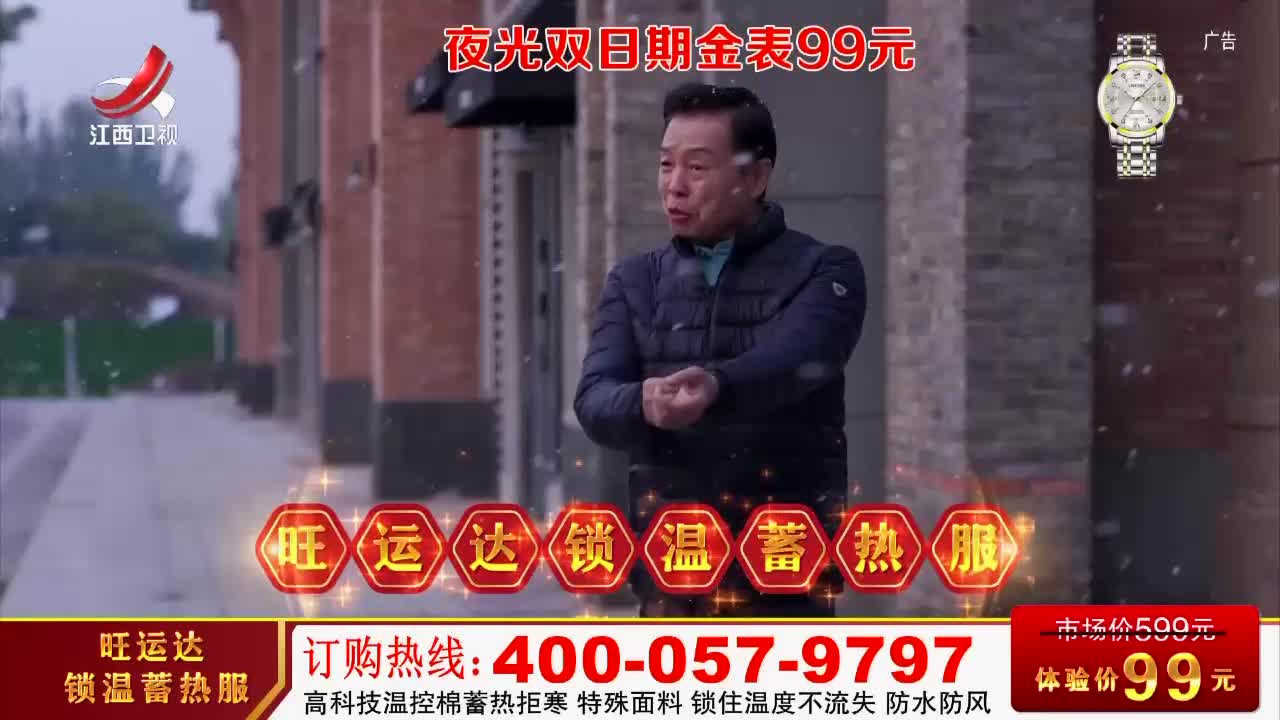 夜光双日期金表99元
广告
江西卫视
旺运达锁温蓄热服
旺运达
锁温蓄热服
订购热线:400-057-9797
高科技温控棉蓄热拒寒 特殊面料 锁住温度不流失 防水防风
市场价599元
体验价99元